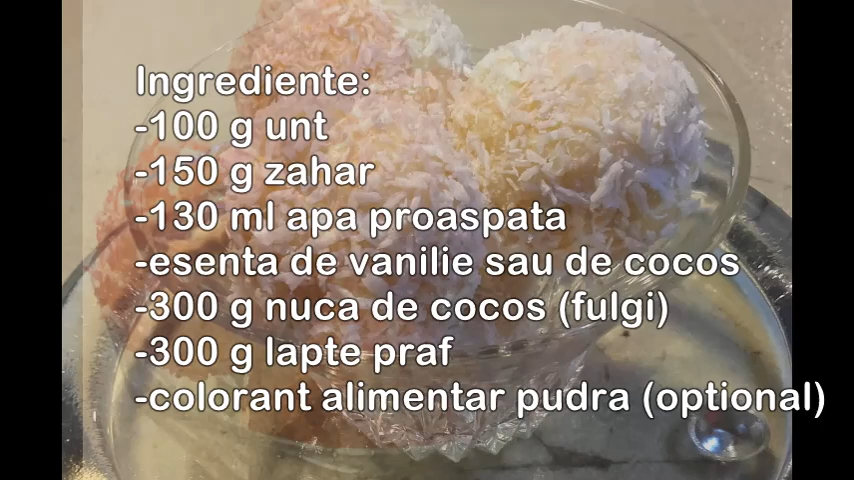 Ingrediente:
-100 g unt
-150 g zahar
-130 ml apa proaspata
-esenta de vanilie sau de cocos
-300 g nuca de cocos (fulgi)
-300 g lapte praf
-colorant alimentar pudra (optional)